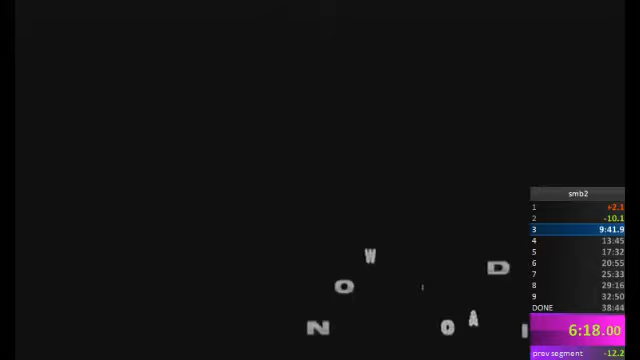 W
D
O
N O A
smb2
1 +2.1
2 -10.1
3 9:41.9
4 13:45
5 17:32
6 20:55
7 25:33
8 29:16
9 32:50
DONE 38:44
6:18.00
prev segment -12.2